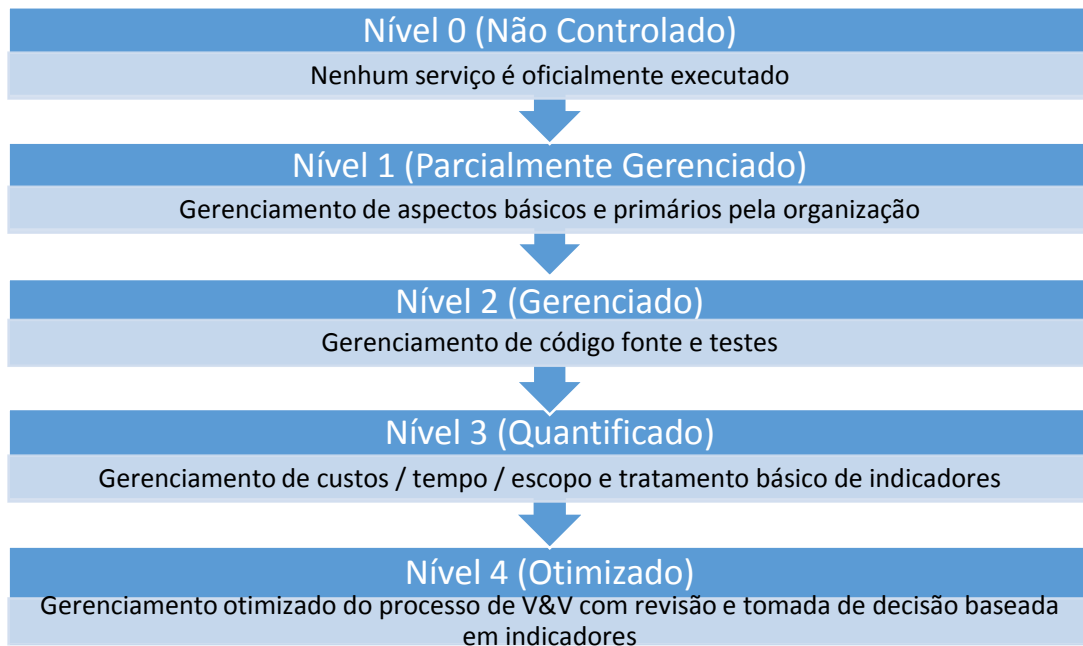 Nível 0 (Não Controlado)
Nenhum serviço é oficialmente executado
Nível 1 (Parcialmente Gerenciado)
Gerenciamento de aspectos básicos e primários pela organização
Nível 2 (Gerenciado)
Gerenciamento de código fonte e testes
Nível 3 (Quantificado)
Gerenciamento de custos / tempo / escopo e tratamento básico de indicadores
Nível 4 (Otimizado)
Gerenciamento otimizado do processo de V&V com revisão e tomada de decisão baseada
em indicadores